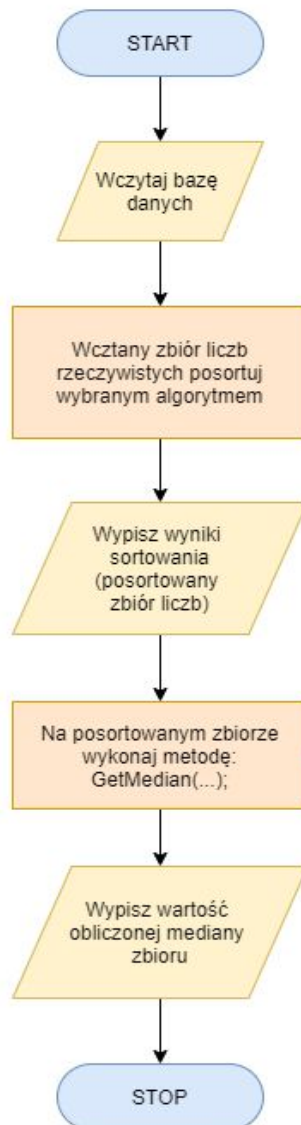 START
Wczytaj bazę
danych
Wcztany zbiór liczb
rzeczywistych posortuj
wybranym algorytmem
Wypisz wyniki
sortowania
(posortowany
zbiór liczb)
Na posortowanym zbiorze
wykonaj metodę:
GetMedian(...);
Wypisz wartość
obliczonej mediany
zbioru
STOP